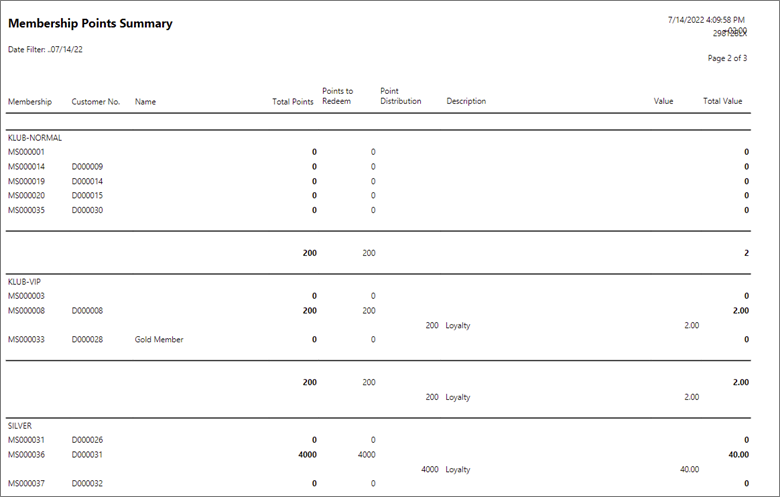 Membership Points Summary
7/14/2022 4:09:58 PM
Date Filter: ..07/14/22
Page 2 of 3
Membership Customer No. Name Total Points Points to Redeem Point Distribution Description Value Total Value
KLUB-NORMAL
MS000001 0 0 0
MS000014 D000009 0 0 0
MS000019 D000014 0 0 0
MS000020 D000015 0 0 0
MS000035 D000030 0 0 0
200 200 2
KLUB-VIP
MS000003 0 0 0
MS000008 D000008 200 200 2.00
200 Loyalty 2.00
MS000033 D000028 Gold Member 0 0 0
200 200 2.00
200 Loyalty 2.00
SILVER
MS000031 D000026 0 0 0
MS000036 D000031 4000 4000 40.00
4000 Loyalty 40.00
MS000037 D000032 0 0 0